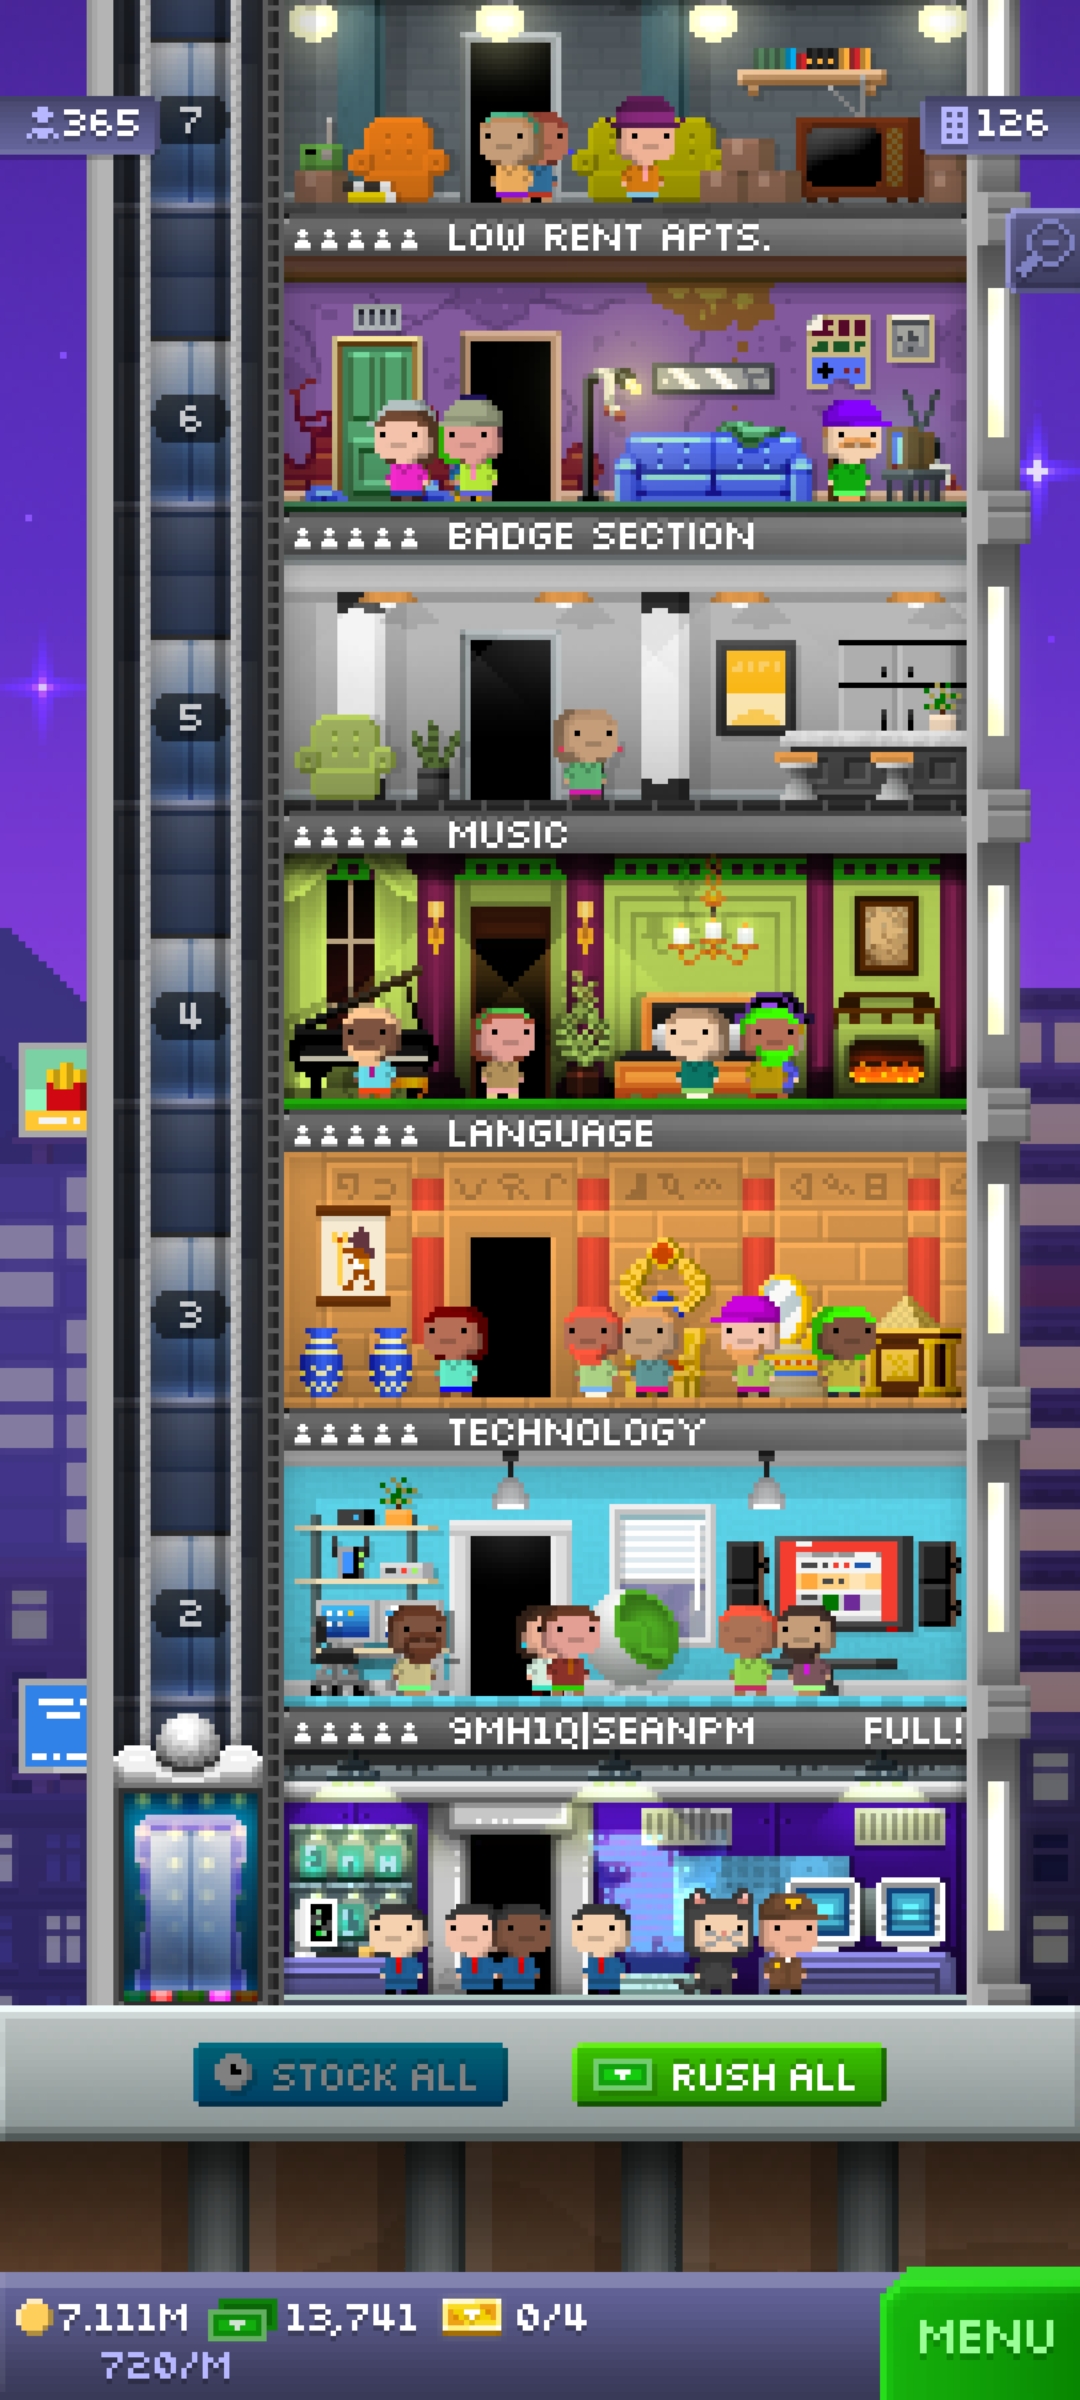 7
365
126
LOW RENT APTS.
6
BADGE SECTION
5
MUSIC
4
LANGUAGE
3
TECHNOLOGY
2
9MH1Q|SEANPM FULL!
STOCK ALL
RUSH ALL
7.111M 13,741 0/4
720/M
MENU